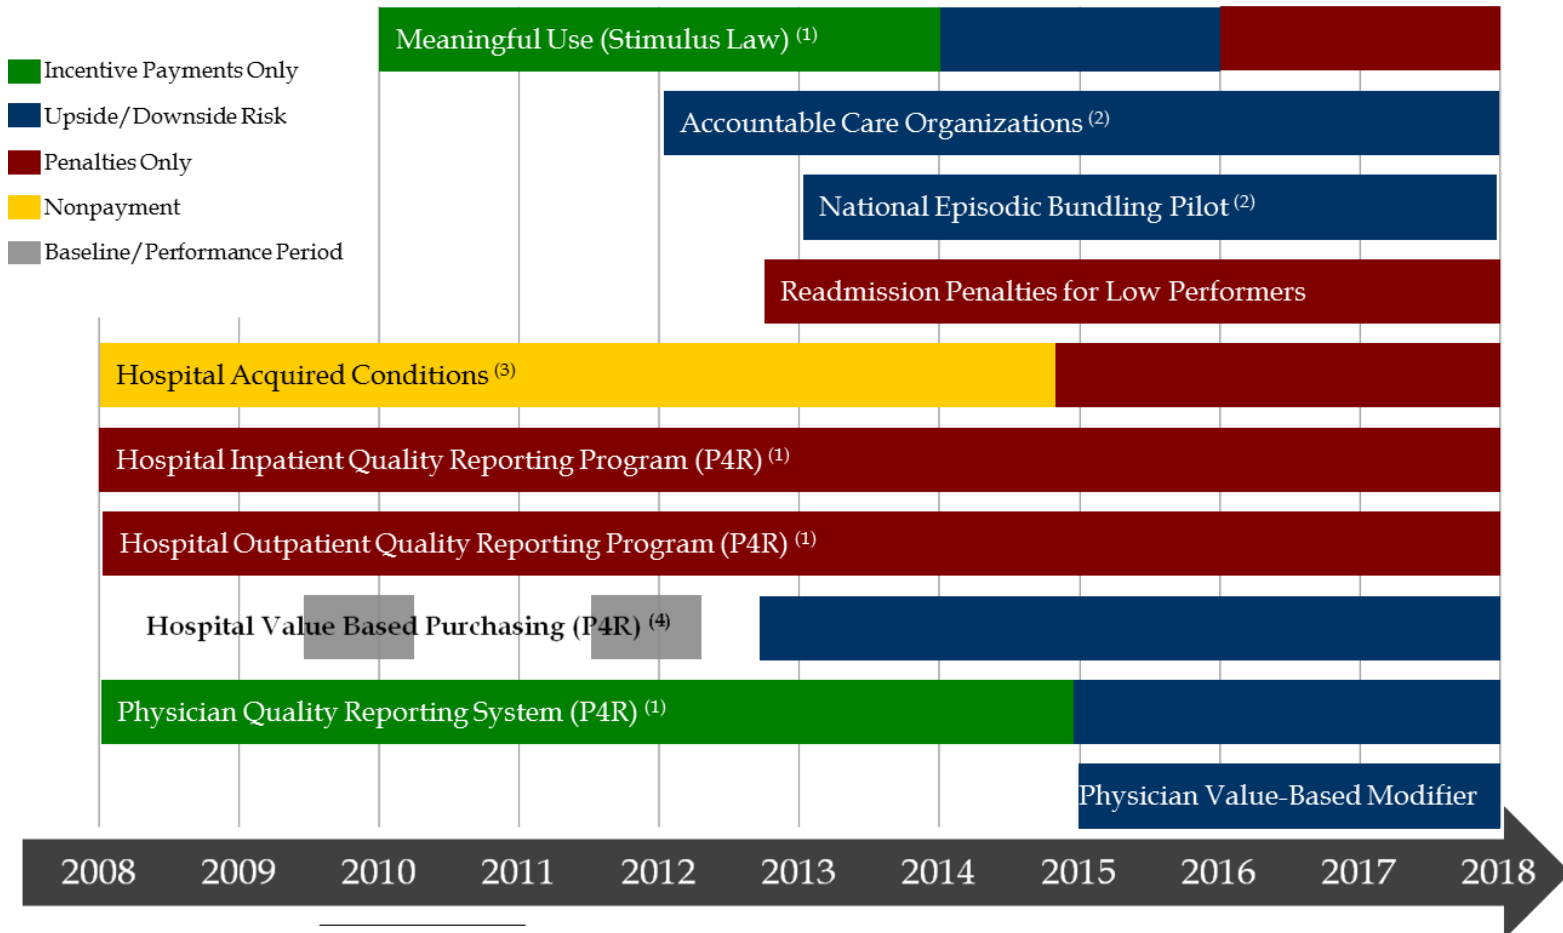 Meaningful Use (Stimulus Law) (1)
Incentive Payments Only
Upside/Downside Risk
Penalties Only
Nonpayment
Baseline/Performance Period
Accountable Care Organizations (2)
National Episodic Bundling Pilot (2)
Readmission Penalties for Low Performers
Hospital Acquired Conditions (3)
Hospital Inpatient Quality Reporting Program (P4R) (1)
Hospital Outpatient Quality Reporting Program (P4R) (1)
Hospital Value Based Purchasing (P4R) (4)
Physician Quality Reporting System (P4R) (1)
Physician Value-Based Modifier
2008 2009 2010 2011 2012 2013 2014 2015 2016 2017 2018